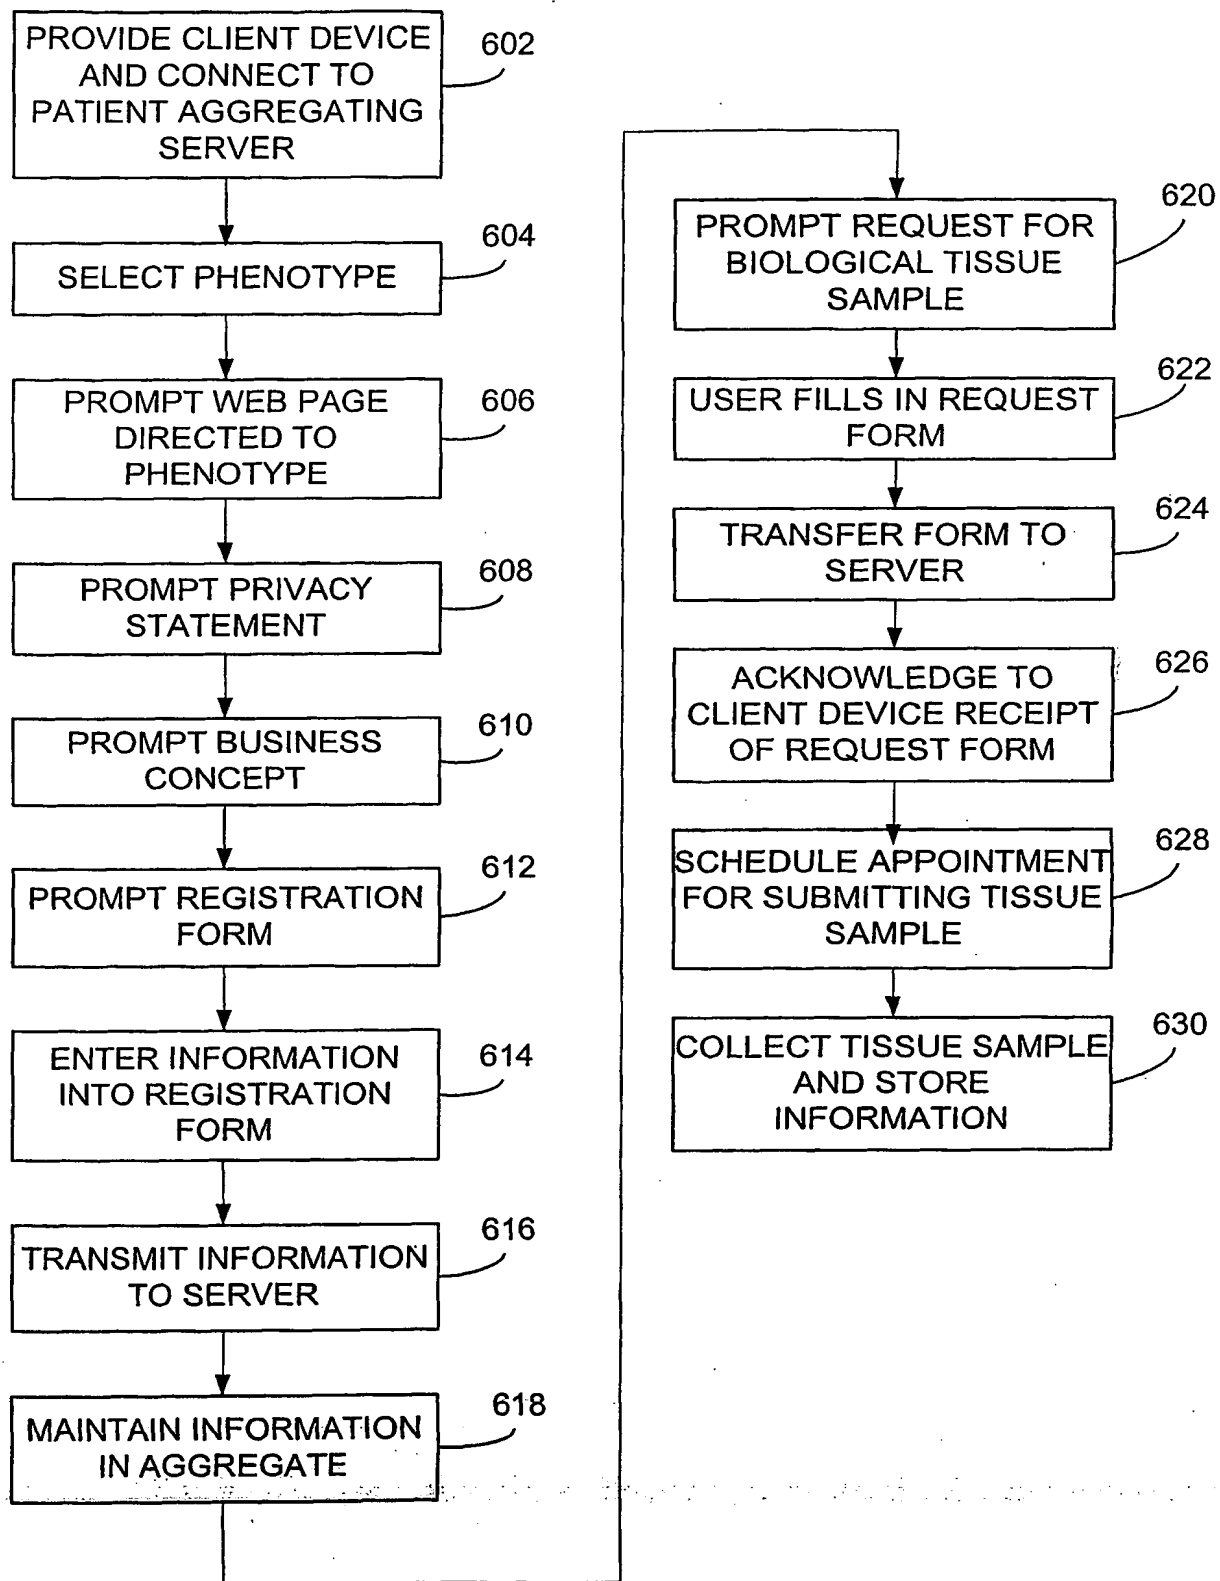 PROVIDE CLIENT DEVICE
AND CONNECT TO
PATIENT AGGREGATING
SERVER
602
SELECT PHENOTYPE
604
PROMPT WEB PAGE
DIRECTED TO
PHENOTYPE
606
PROMPT PRIVACY
STATEMENT
608
PROMPT BUSINESS
CONCEPT
610
PROMPT REGISTRATION
FORM
612
ENTER INFORMATION
INTO REGISTRATION
FORM
614
TRANSMIT INFORMATION
TO SERVER
616
MAINTAIN INFORMATION
IN AGGREGATE
618
PROMPT REQUEST FOR
BIOLOGICAL TISSUE
SAMPLE
620
USER FILLS IN REQUEST
FORM
622
TRANSFER FORM TO
SERVER
624
ACKNOWLEDGE TO
CLIENT DEVICE RECEIPT
OF REQUEST FORM
626
SCHEDULE APPOINTMENT
FOR SUBMITTING TISSUE
SAMPLE
628
COLLECT TISSUE SAMPLE
AND STORE
INFORMATION
630